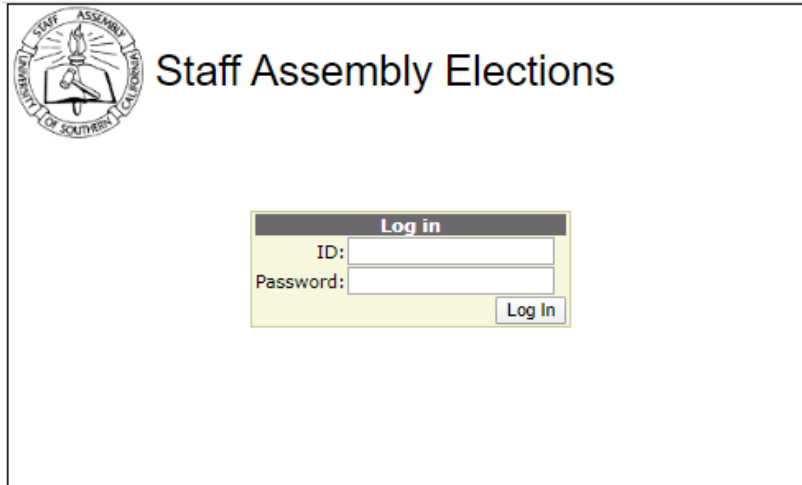 STAFF ASSEMBLY
UNIVERSITY OF SOUTHERN CALIFORNIA
Staff Assembly Elections
Log in
ID:
Password:
Log In